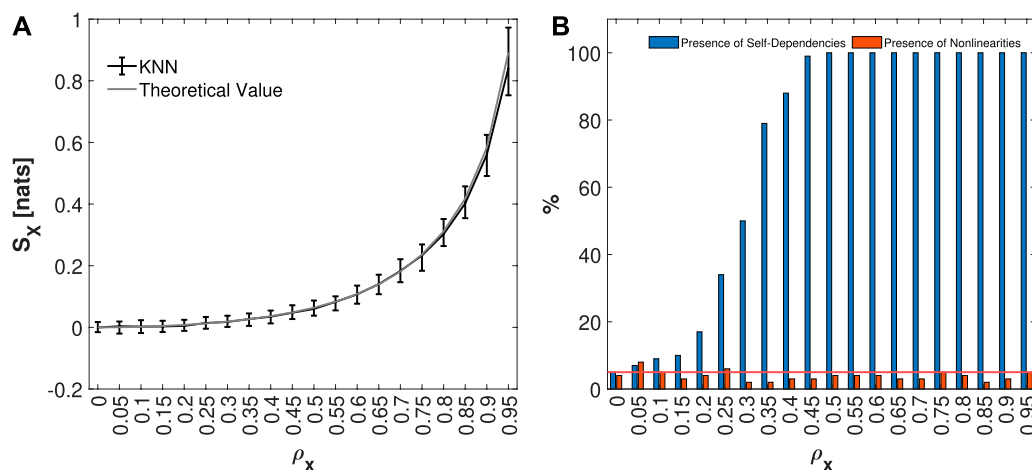 A
1
0.8
0.6
0.4
0.2
0
-0.2
S_X [nats]
KNN
Theoretical Value
0 0.05 0.1 0.15 0.2 0.25 0.3 0.35 0.4 0.45 0.5 0.55 0.6 0.65 0.7 0.75 0.8 0.85 0.9 0.95
ρ_x
B
100
80
60
40
20
0
%
Presence of Self-Dependencies Presence of Nonlinearities
0 0.05 0.1 0.15 0.2 0.25 0.3 0.35 0.4 0.45 0.5 0.55 0.6 0.65 0.7 0.75 0.8 0.85 0.9 0.95
ρ_x